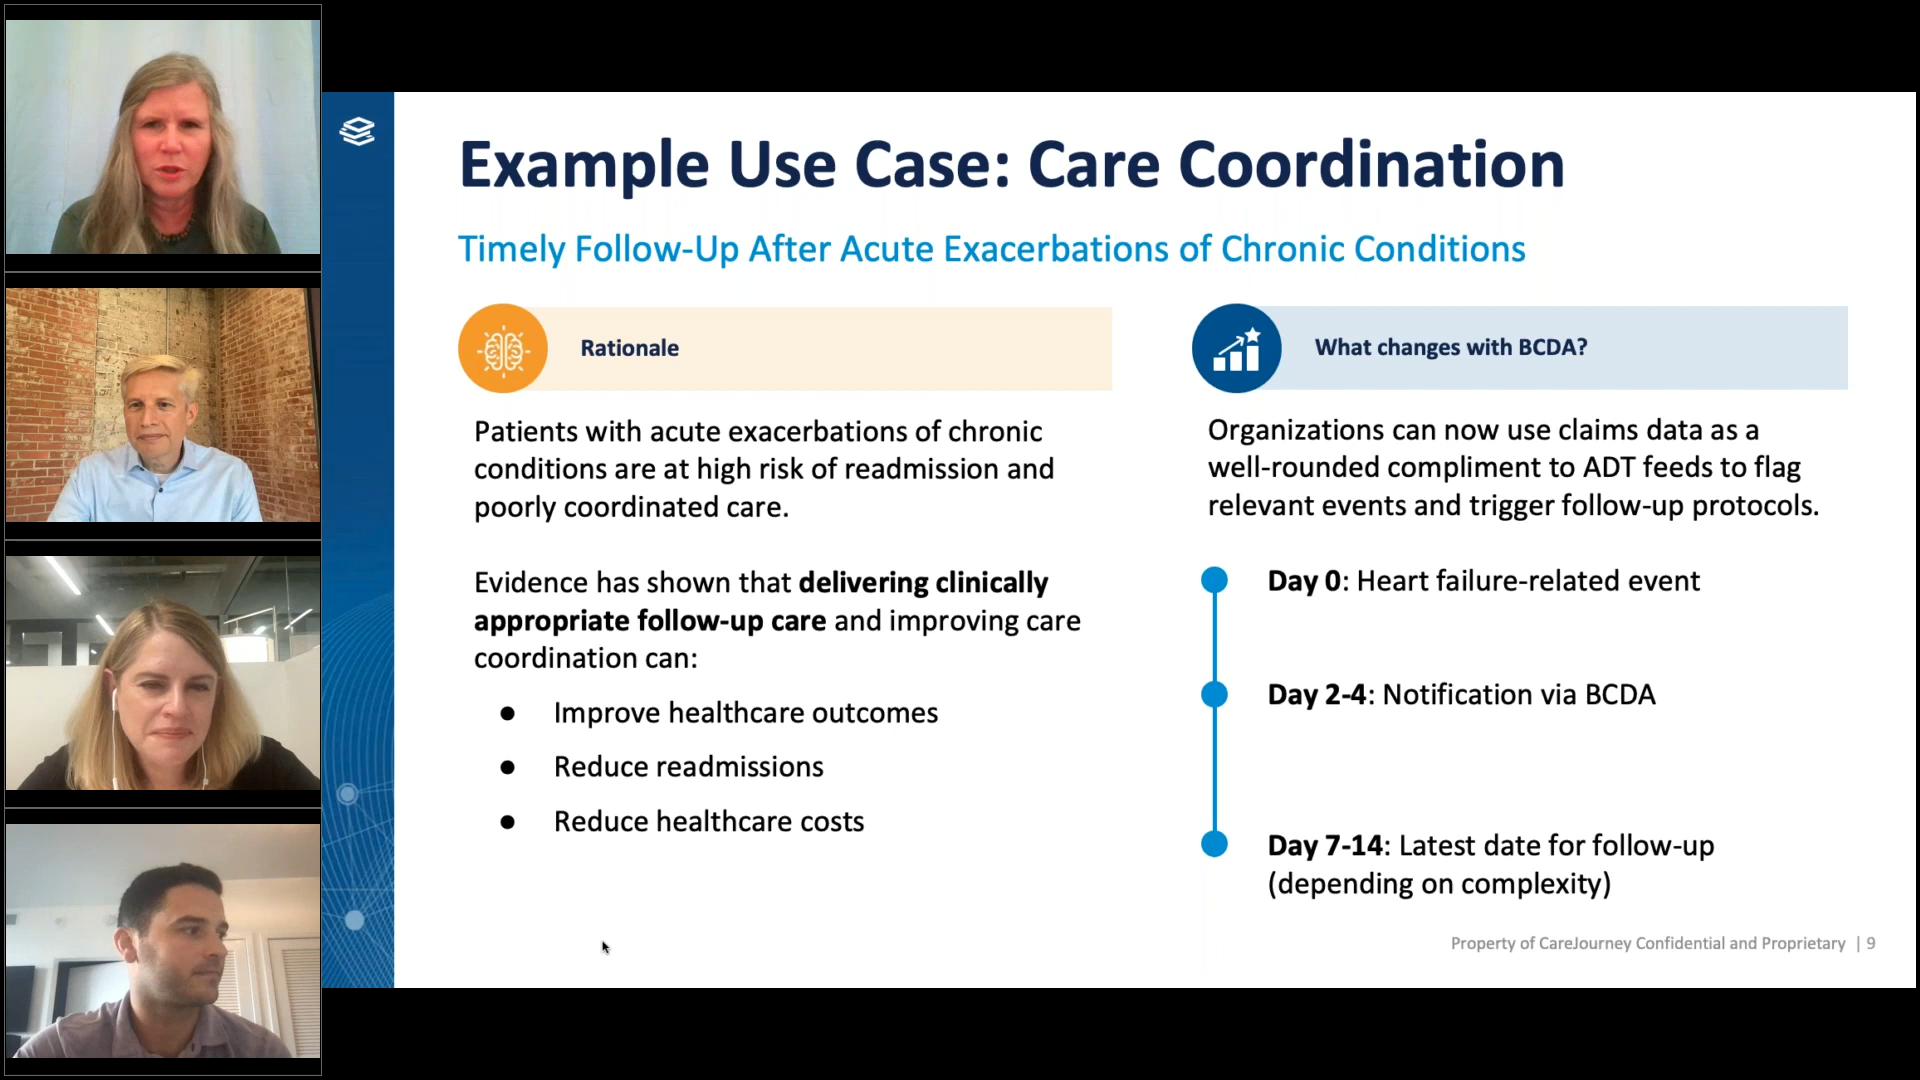 Example Use Case: Care Coordination
Timely Follow-Up After Acute Exacerbations of Chronic Conditions
Rationale
Patients with acute exacerbations of chronic
conditions are at high risk of readmission and
poorly coordinated care.
Evidence has shown that delivering clinically
appropriate follow-up care and improving care
coordination can:
● Improve healthcare outcomes
● Reduce readmissions
● Reduce healthcare costs
What changes with BCDA?
Organizations can now use claims data as a
well-rounded compliment to ADT feeds to flag
relevant events and trigger follow-up protocols.
Day 0: Heart failure-related event
Day 2-4: Notification via BCDA
Day 7-14: Latest date for follow-up
(depending on complexity)
Property of CareJourney Confidential and Proprietary | 9